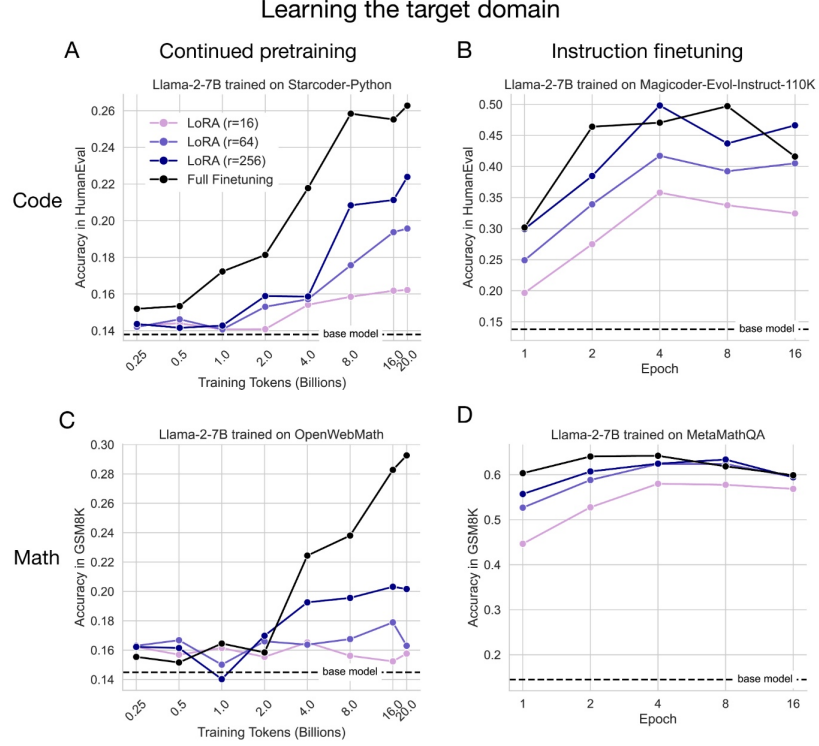 Learning the target domain
A
Continued pretraining
B
Instruction finetuning
Code
Llama-2-7B trained on Starcoder-Python
Accuracy in HumanEval
0.26
0.24
0.22
0.20
0.18
0.16
0.14
LoRA (r=16)
LoRA (r=64)
LoRA (r=256)
Full Finetuning
base model
0.25
0.5
1.0
2.0
4.0
8.0
16.0
20.0
Training Tokens (Billions)
Llama-2-7B trained on Magicoder-Evol-Instruct-110K
Accuracy in HumanEval
0.50
0.45
0.40
0.35
0.30
0.25
0.20
0.15
base model
1
2
4
8
16
Epoch
C
D
Math
Llama-2-7B trained on OpenWebMath
Accuracy in GSM8K
0.30
0.28
0.26
0.24
0.22
0.20
0.18
0.16
0.14
base model
0.25
0.5
1.0
2.0
4.0
8.0
16.0
20.0
Training Tokens (Billions)
Llama-2-7B trained on MetaMathQA
Accuracy in GSM8K
0.6
0.5
0.4
0.3
0.2
base model
1
2
4
8
16
Epoch